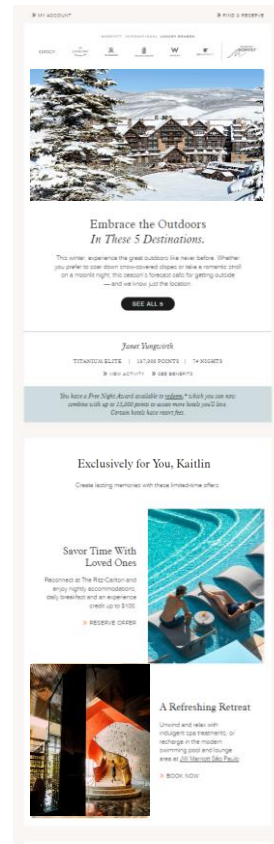 MY ACCOUNT
FIND & RESERVE
MARRIOTT INTERNATIONAL LUXURY BRANDS
EDITION
W
Embrace the Outdoors
In These 5 Destinations.
This winter, experience the great outdoors like never before. Whether
you prefer to soar down snow-covered slopes or take a romantic stroll
on a moonlit night, this season's forecast calls for getting outside
— and we know just the location.
SEE ALL 5
Janet Yungwirth
TITANIUM ELITE | 137,903 POINTS | 74 NIGHTS
VIEW ACTIVITY
SEE BENEFITS
You have a Free Night Award available to redeem,* which you can now
combine with up to 15,000 points to access more hotels you'll love.
Certain hotels have resort fees.
Exclusively for You, Kaitlin
Create lasting memories with these limited-time offers.
Savor Time With
Loved Ones
Reconnect at The Ritz-Carlton and
enjoy nightly accommodations,
daily breakfast and an experience
credit up to $100.
RESERVE OFFER
A Refreshing Retreat
Unwind and relax with
indulgent spa treatments, or
recharge in the modern
swimming pool and lounge
area at JW Marriott São Paulo.
BOOK NOW